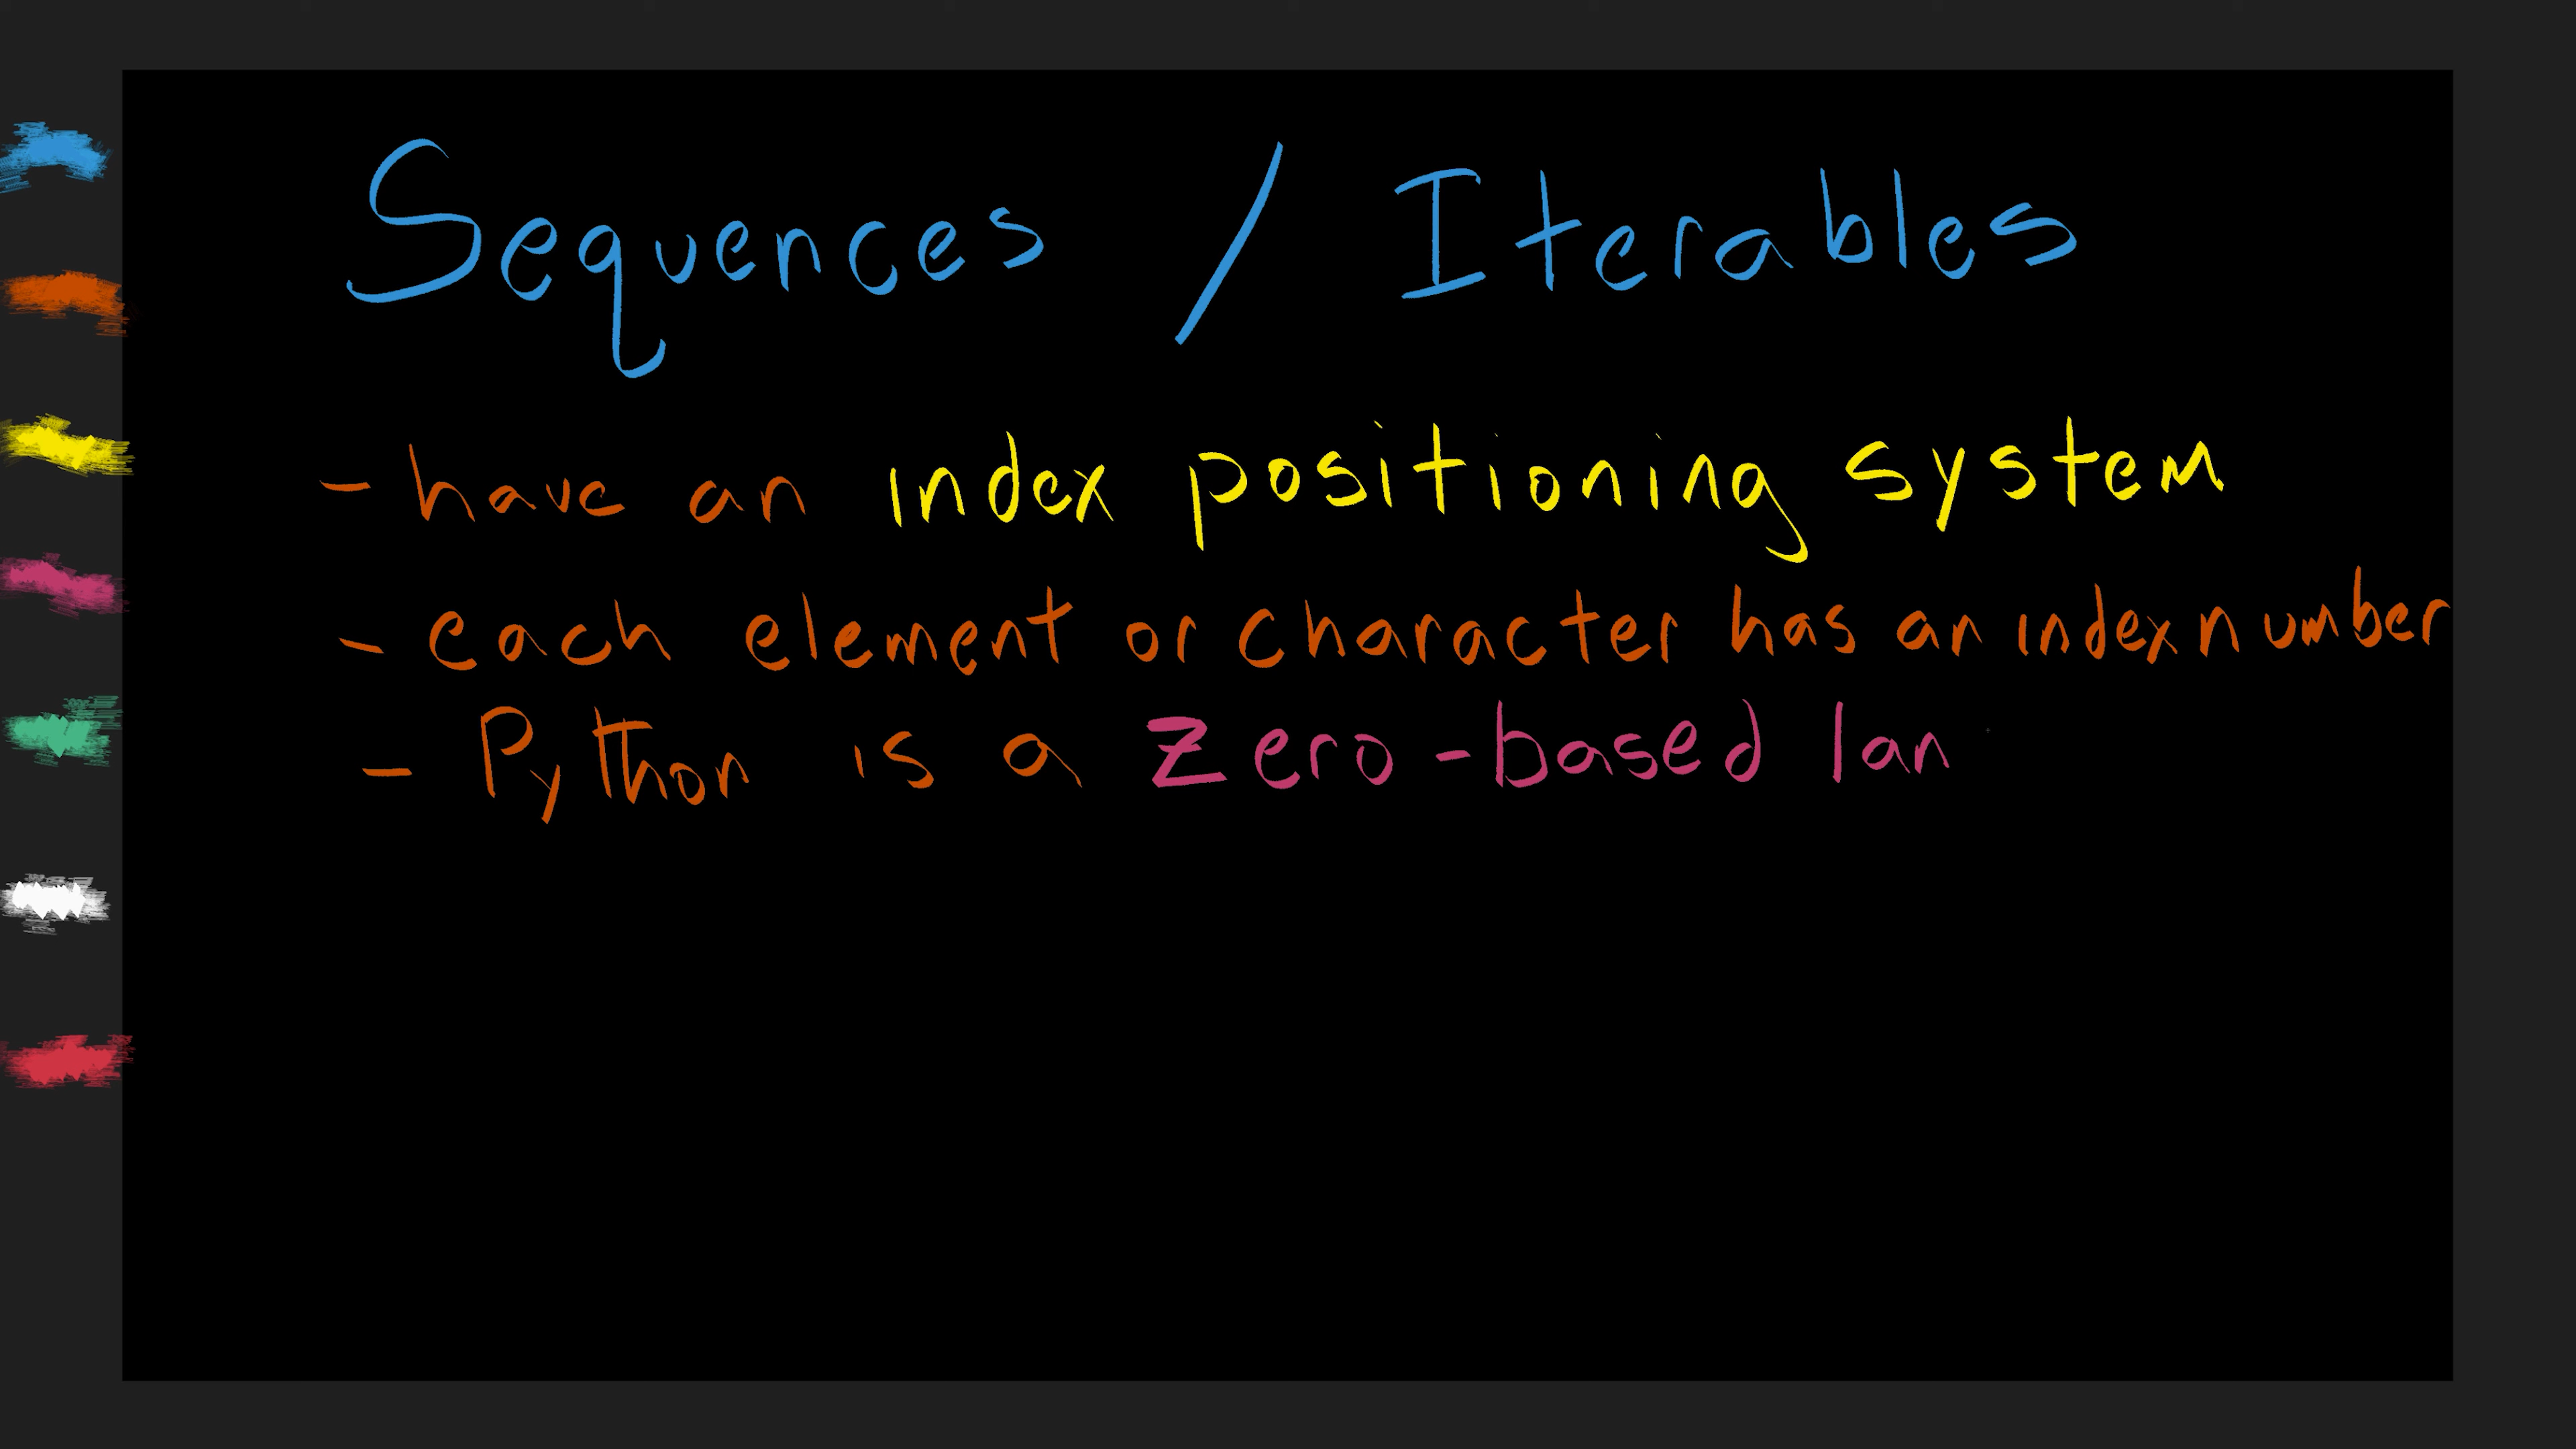 Sequences / Iterables
- have an index positioning system
- each element or character has an index number
- Python is a zero-based lan